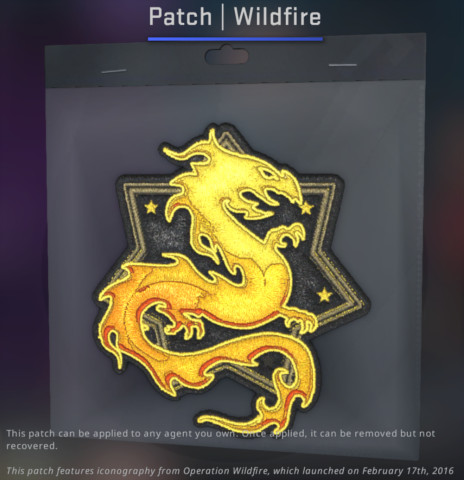 Patch | Wildfire
This patch can be applied to any agent you own. Once applied, it can be removed but not
recovered.
This patch features iconography from Operation Wildfire, which launched on February 17th, 2016